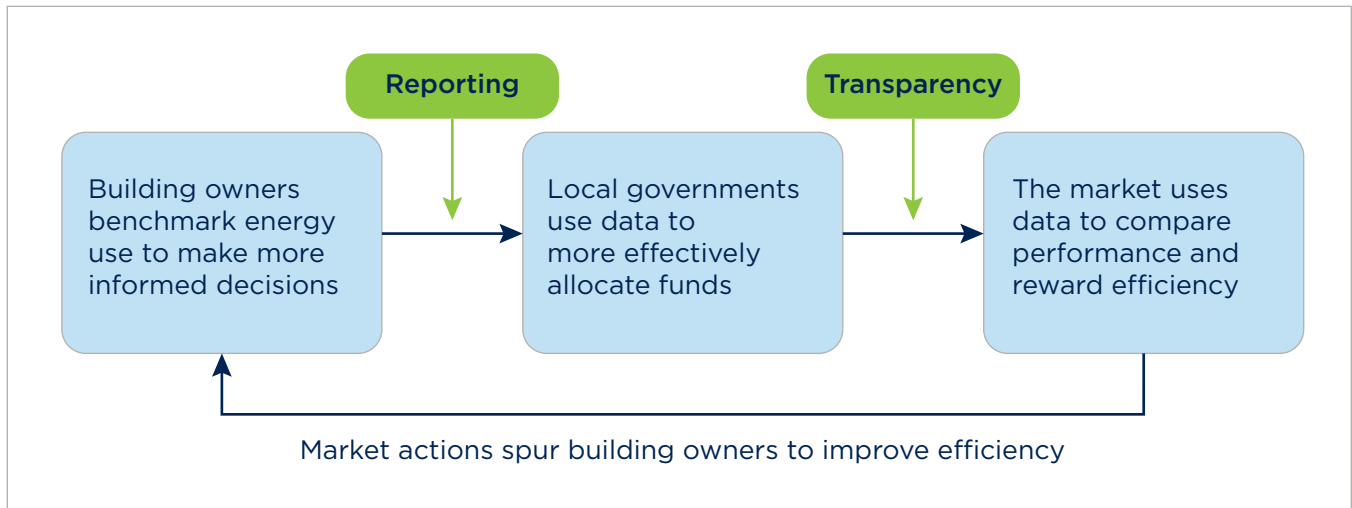 Reporting
Transparency
Building owners
benchmark energy
use to make more
informed decisions
Local governments
use data to
more effectively
allocate funds
The market uses
data to compare
performance and
reward efficiency
Market actions spur building owners to improve efficiency